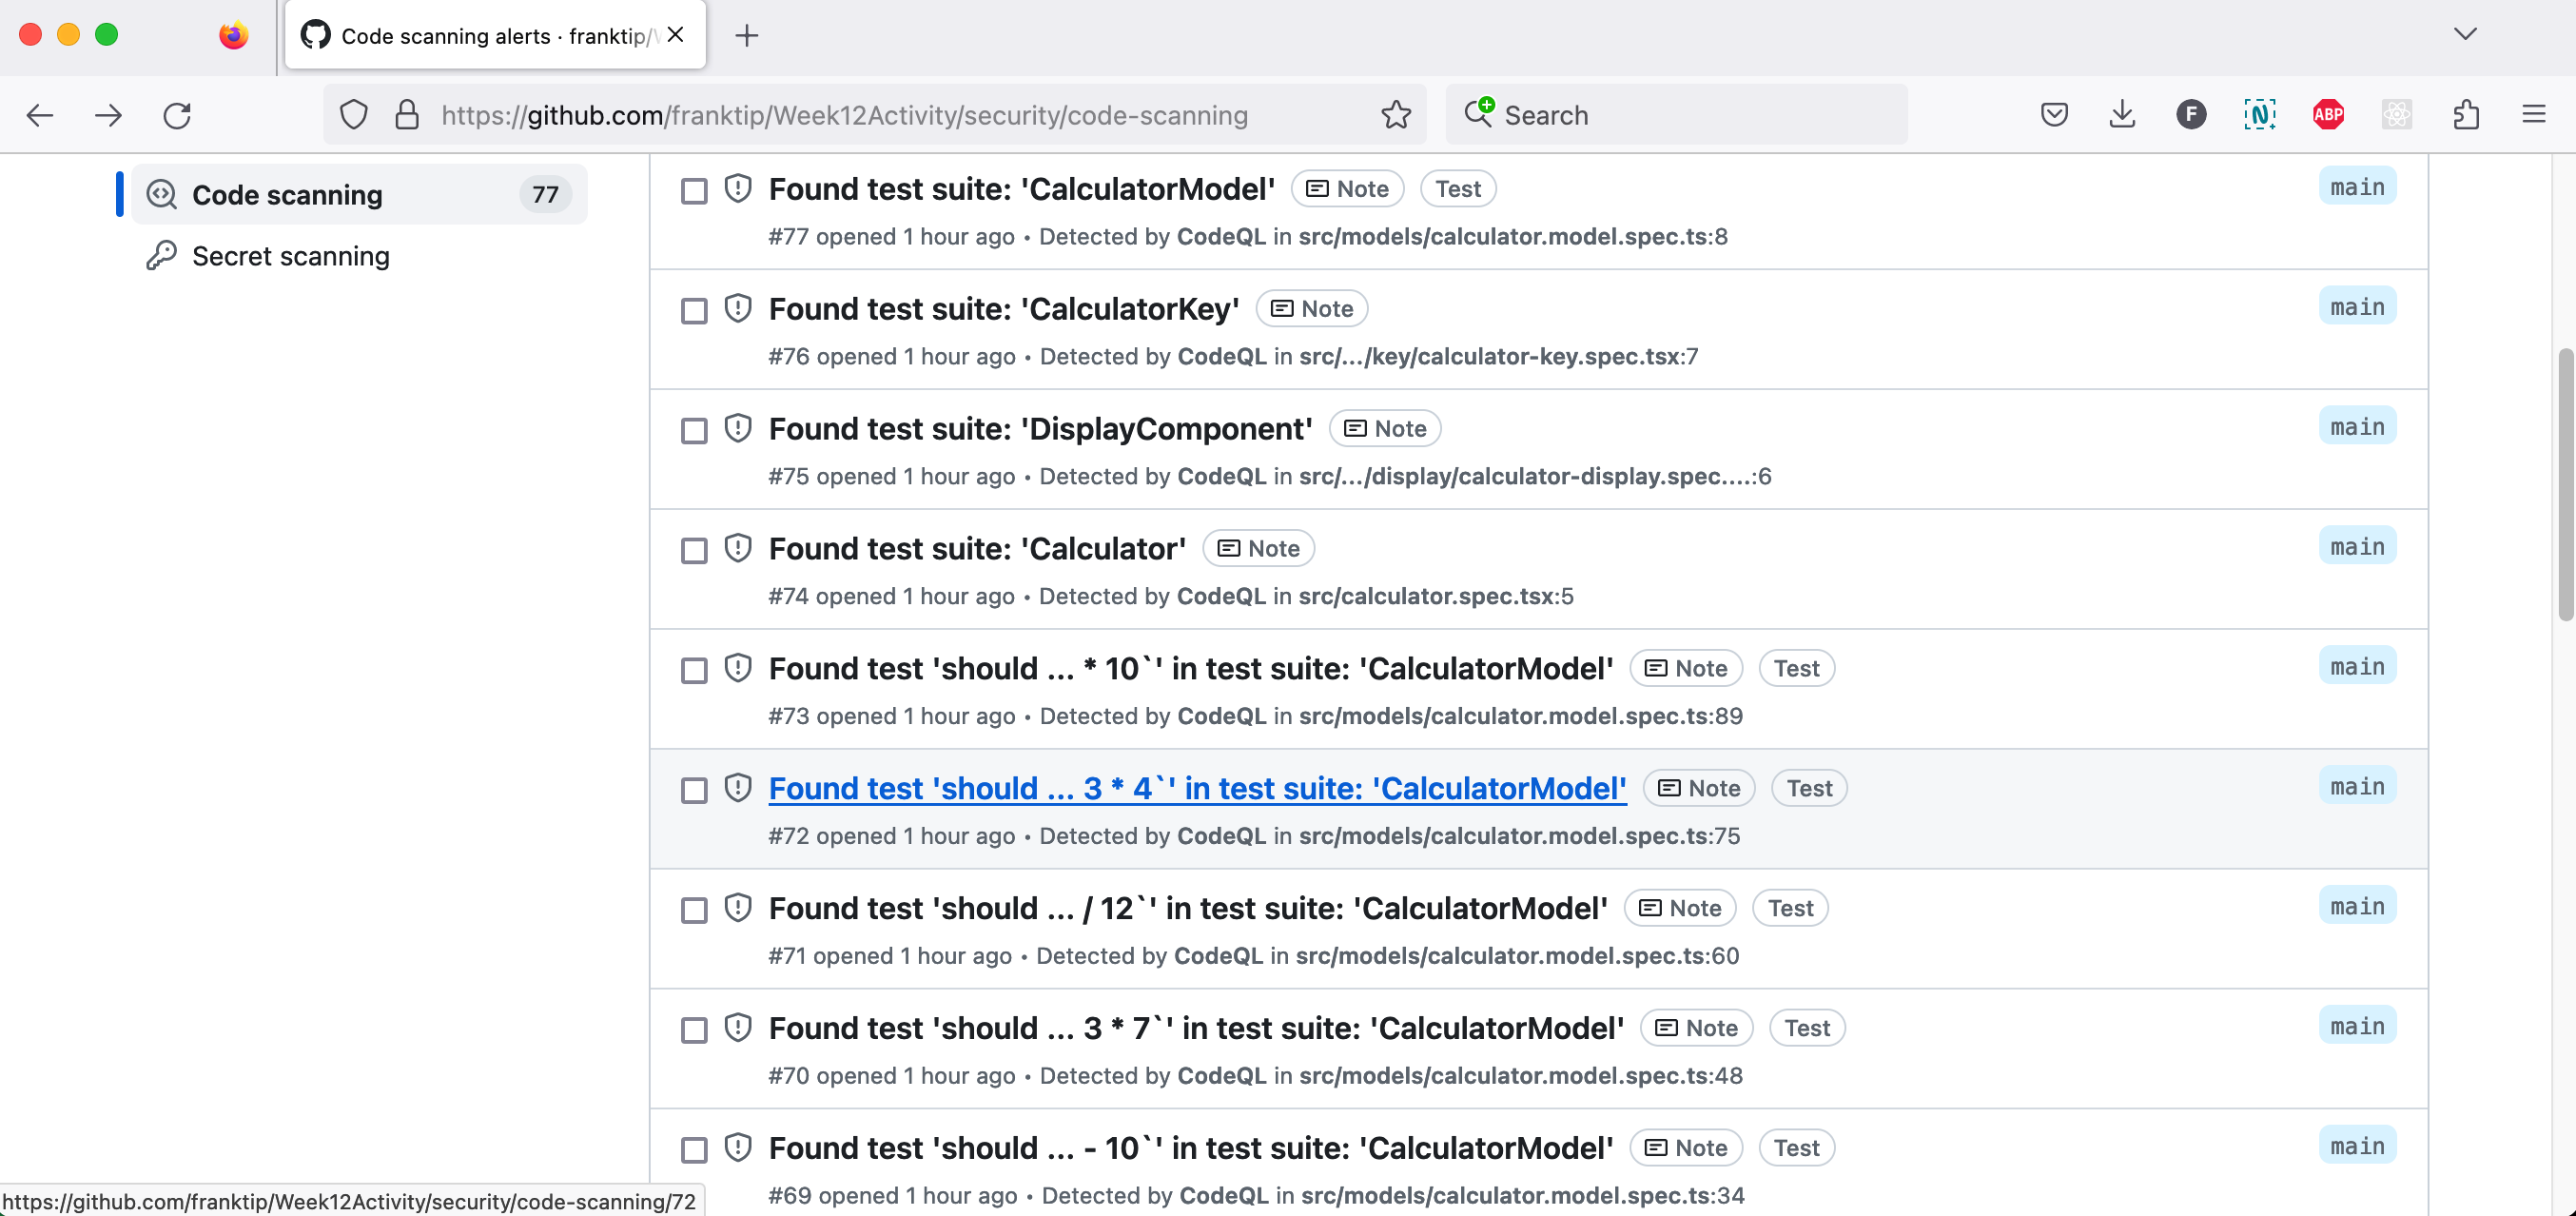 Code scanning alerts · franktip/
https://github.com/franktip/Week12Activity/security/code-scanning
Search
F
N
ABP
Code scanning 77
Secret scanning
Found test suite: 'CalculatorModel' Note Test main
#77 opened 1 hour ago • Detected by CodeQL in src/models/calculator.model.spec.ts:8
Found test suite: 'CalculatorKey' Note main
#76 opened 1 hour ago • Detected by CodeQL in src/.../key/calculator-key.spec.tsx:7
Found test suite: 'DisplayComponent' Note main
#75 opened 1 hour ago • Detected by CodeQL in src/.../display/calculator-display.spec....:6
Found test suite: 'Calculator' Note main
#74 opened 1 hour ago • Detected by CodeQL in src/calculator.spec.tsx:5
Found test 'should ... * 10`' in test suite: 'CalculatorModel' Note Test main
#73 opened 1 hour ago • Detected by CodeQL in src/models/calculator.model.spec.ts:89
Found test 'should ... 3 * 4`' in test suite: 'CalculatorModel' Note Test main
#72 opened 1 hour ago • Detected by CodeQL in src/models/calculator.model.spec.ts:75
Found test 'should ... / 12`' in test suite: 'CalculatorModel' Note Test main
#71 opened 1 hour ago • Detected by CodeQL in src/models/calculator.model.spec.ts:60
Found test 'should ... 3 * 7`' in test suite: 'CalculatorModel' Note Test main
#70 opened 1 hour ago • Detected by CodeQL in src/models/calculator.model.spec.ts:48
Found test 'should ... - 10`' in test suite: 'CalculatorModel' Note Test main
#69 opened 1 hour ago • Detected by CodeQL in src/models/calculator.model.spec.ts:34
https://github.com/franktip/Week12Activity/security/code-scanning/72